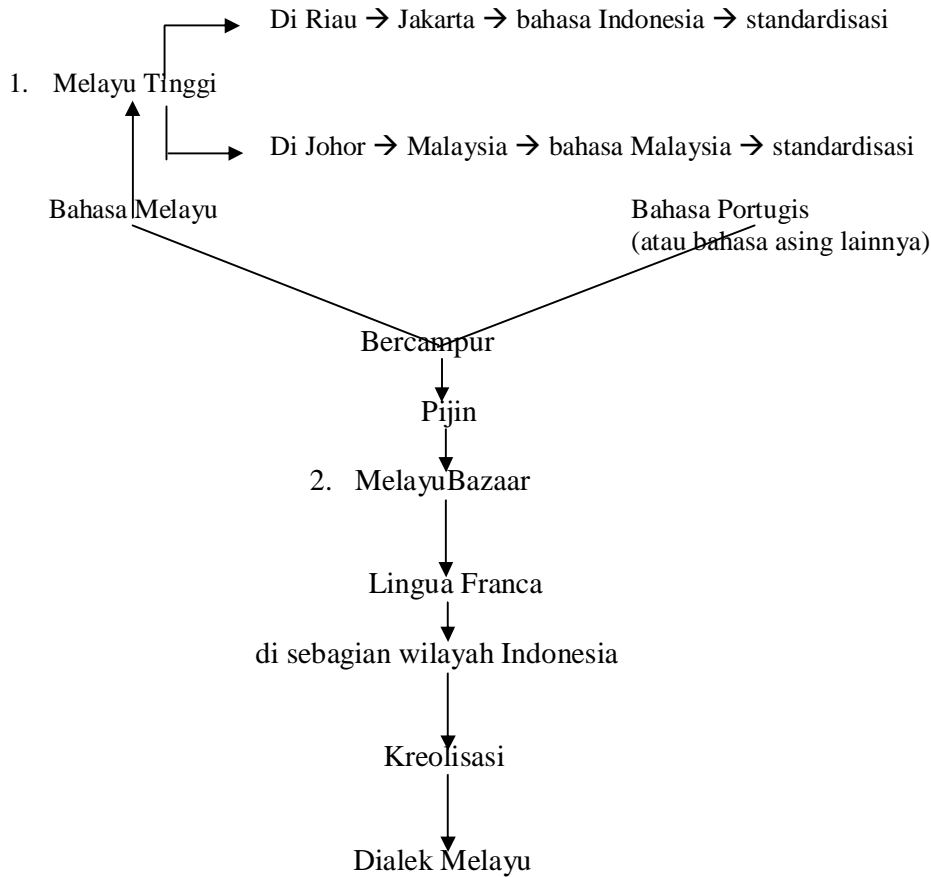 Di Riau → Jakarta → bahasa Indonesia → standardisasi
1. Melayu Tinggi
Di Johor → Malaysia → bahasa Malaysia → standardisasi
Bahasa Melayu
Bahasa Portugis
(atau bahasa asing lainnya)
Bercampur
Pijin
2. MelayuBazaar
Lingua Franca
di sebagian wilayah Indonesia
Kreolisasi
Dialek Melayu